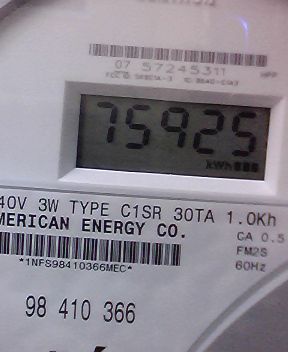 07 57245311
75925
kWh
40V 3W TYPE C1SR 30TA 1.0Kh
MERICAN ENERGY CO.
CA 0.5
FM2S
*1NFS98410366MEC*
60Hz
98 410 366